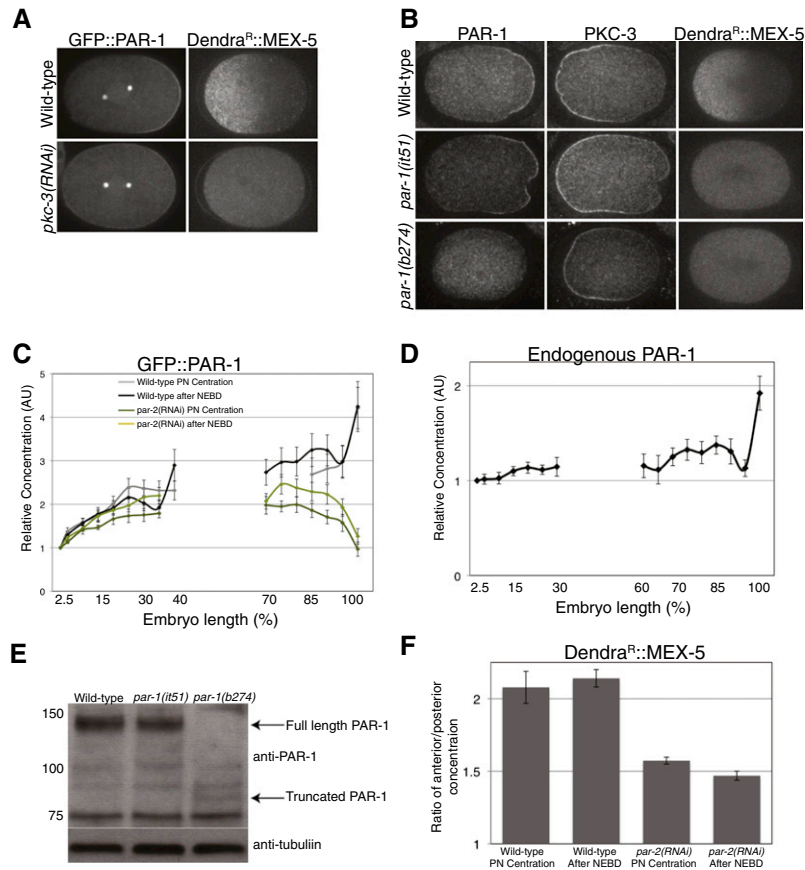 A
GFP::PAR-1
DendraR::MEX-5
Wild-type
pkc-3(RNAi)
B
PAR-1
PKC-3
DendraR::MEX-5
Wild-type
par-1(it51)
par-1(b274)
C
GFP::PAR-1
Wild-type PN Centration
Wild-type after NEBD
par-2(RNAi) PN Centration
par-2(RNAi) after NEBD
Relative Concentration (AU)
5
4
3
2
1
0
2.5 15 30 40 70 85 100
Embryo length (%)
D
Endogenous PAR-1
Relative Concentration (AU)
2
1
0
2.5 15 30 60 70 85 100
Embryo length (%)
E
Wild-type par-1(it51) par-1(b274)
150
100
75
Full length PAR-1
anti-PAR-1
Truncated PAR-1
anti-tubuliin
F
DendraR::MEX-5
Ratio of anterior/posterior
concentraion
2
1.5
1
Wild-type
PN Centration
Wild-type
After NEBD
par-2(RNAi)
PN Centration
par-2(RNAi)
After NEBD